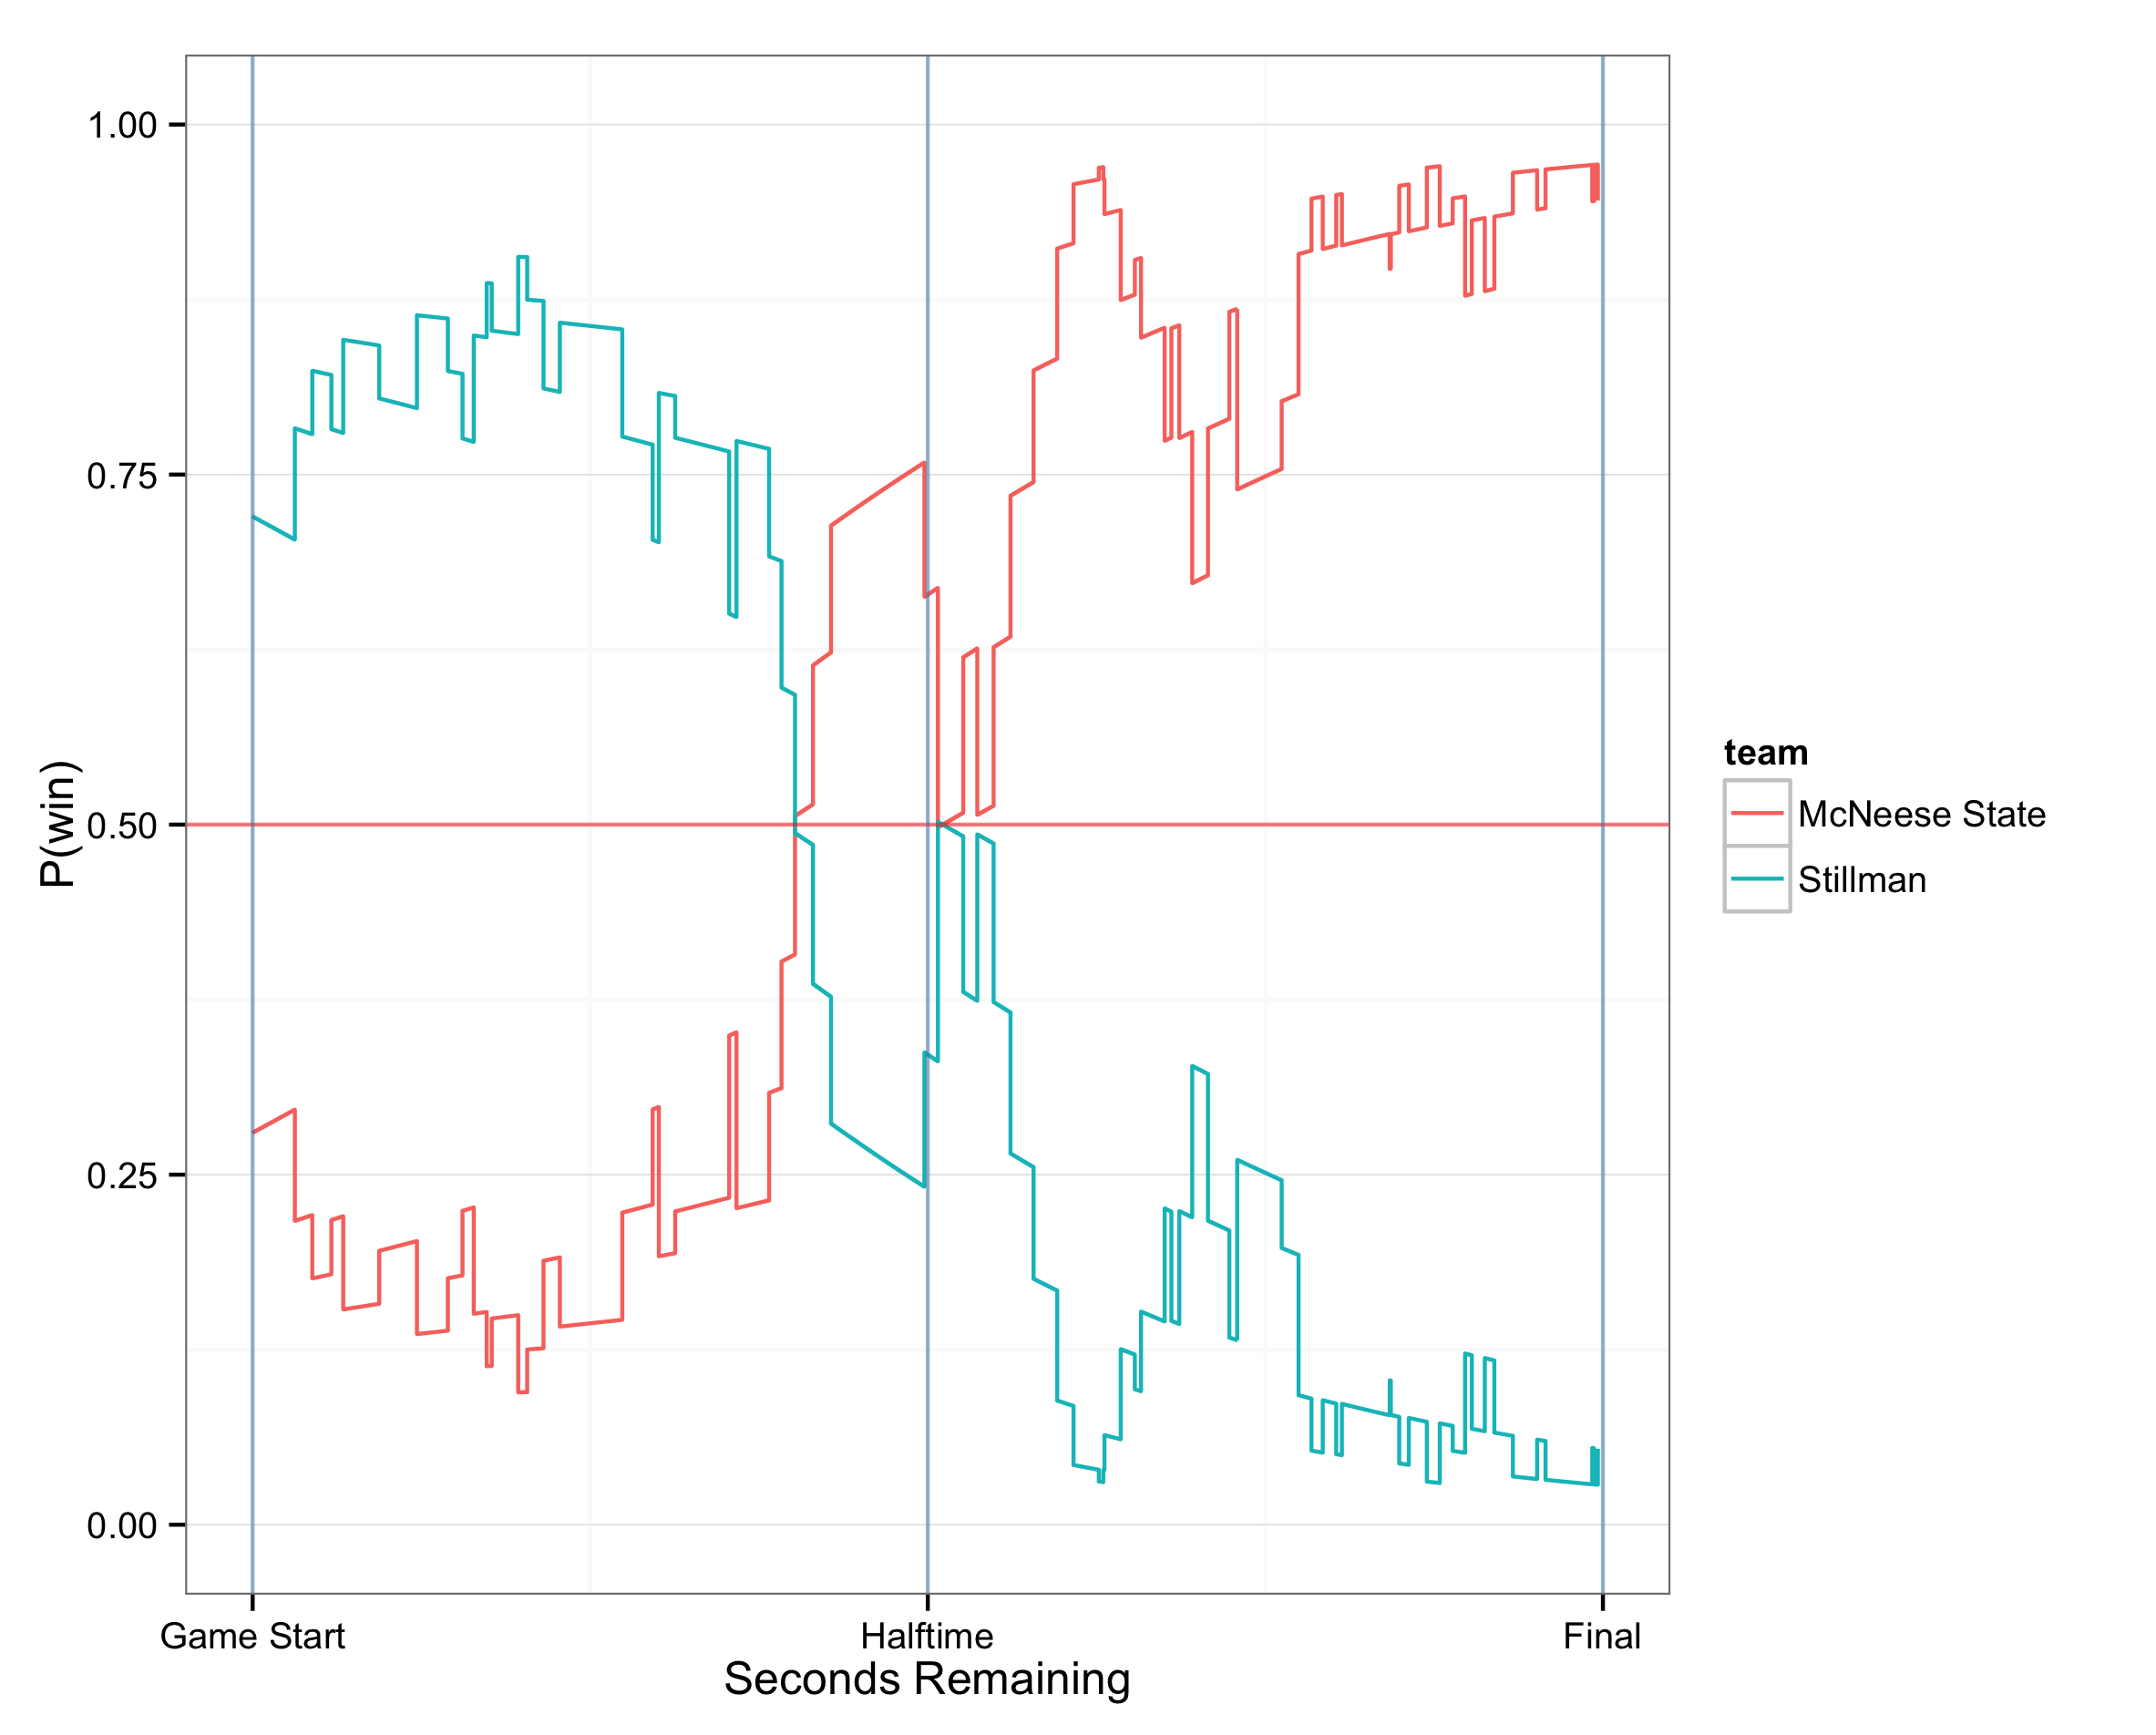 1.00
0.75
0.50
0.25
0.00
P(win)
Game Start
Halftime
Final
Seconds Remaining
team
McNeese State
Stillman